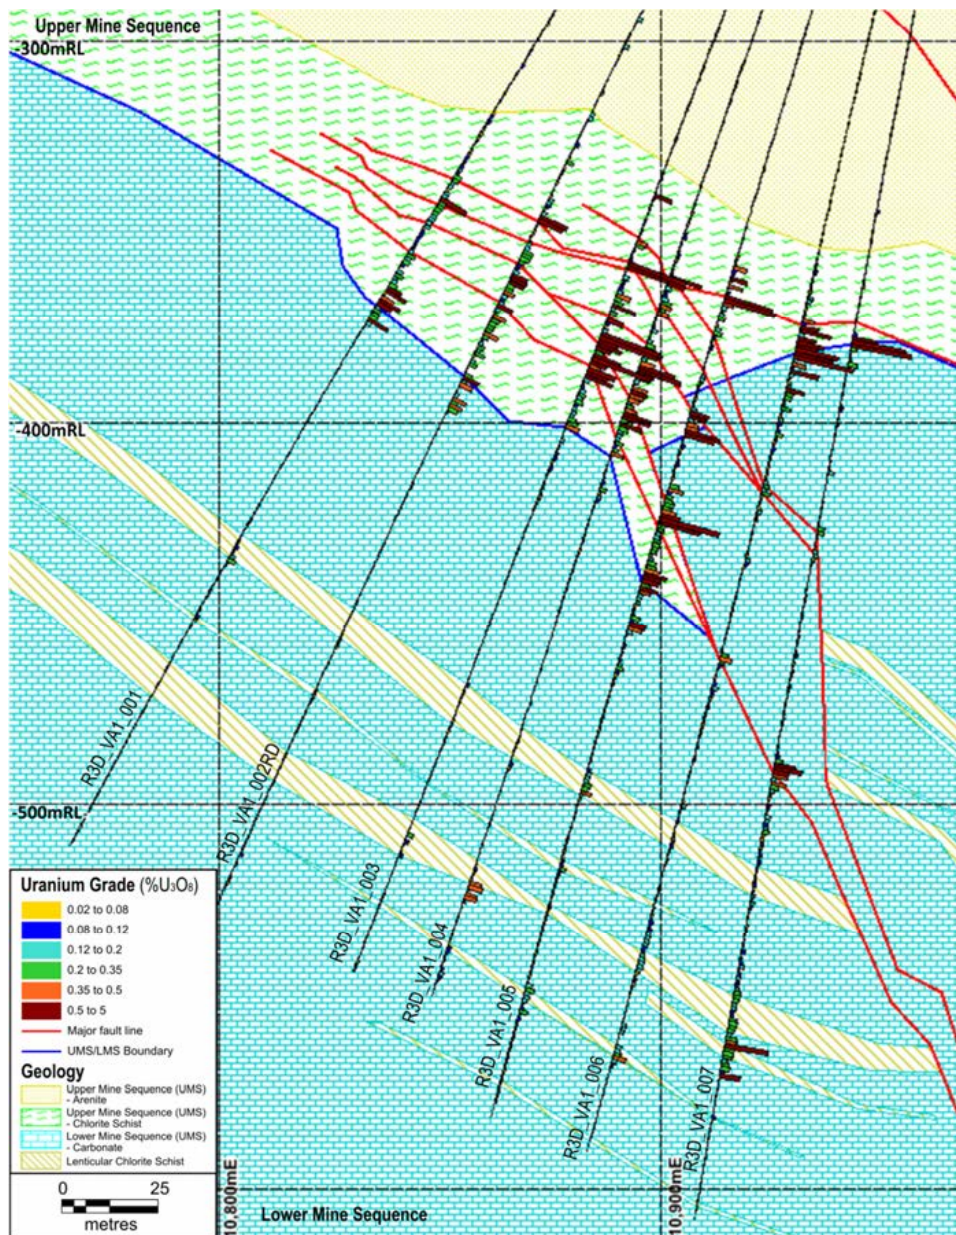 Upper Mine Sequence
-300mRL
-400mRL
R3D_VA1_001
R3D_VA1_002RD
-500mRL
R3D_VA1_003
R3D_VA1_004
R3D_VA1_005
R3D_VA1_006
R3D_VA1_007
Uranium Grade (%U₃O₈)
0.02 to 0.08
0.08 to 0.12
0.12 to 0.2
0.2 to 0.35
0.35 to 0.5
0.5 to 5
Major fault line
UMS/LMS Boundary
Geology
Upper Mine Sequence (UMS)
- Arenite
Upper Mine Sequence (UMS)
- Chlorite Schist
Lower Mine Sequence (UMS)
- Carbonate
Lenticular Chlorite Schist
0 25
metres
10,800mE
10,900mE
Lower Mine Sequence